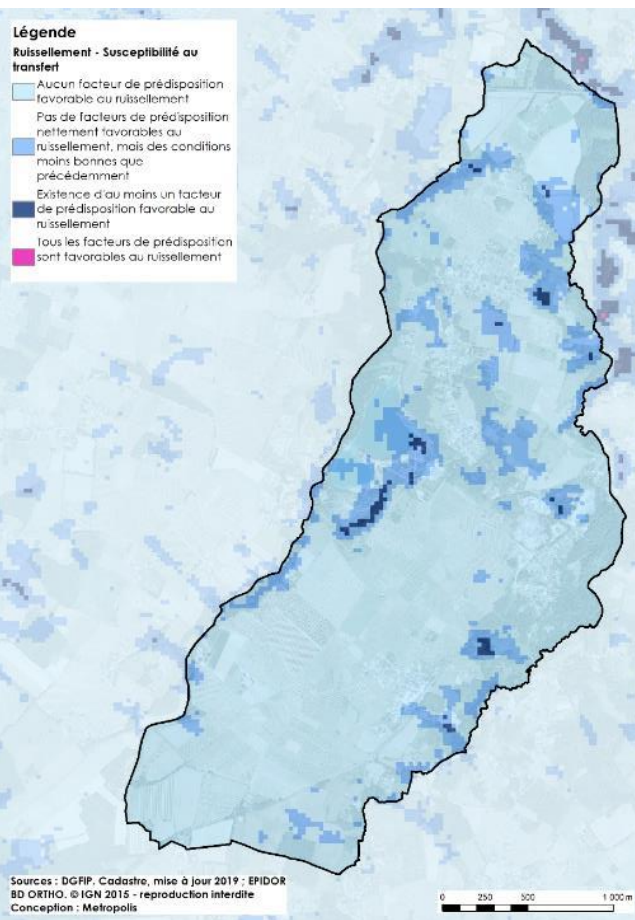 Légende
Ruissellement - Susceptibilité au
transfert
Aucun facteur de prédisposition
favorable au ruissellement
Pas de facteurs de prédisposition
nettement favorables au
ruissellement, mais des conditions
moins bonnes que
précédemment
Existence d'au moins un facteur
de prédisposition favorable au
ruissellement
Tous les facteurs de prédisposition
sont favorables au ruissellement
Sources : DGFIP. Cadastre, mise à jour 2019 ; EPIDOR
BD ORTHO. © IGN 2015 - reproduction interdite
Conception : Metropolis
0 250 500 1 000 m